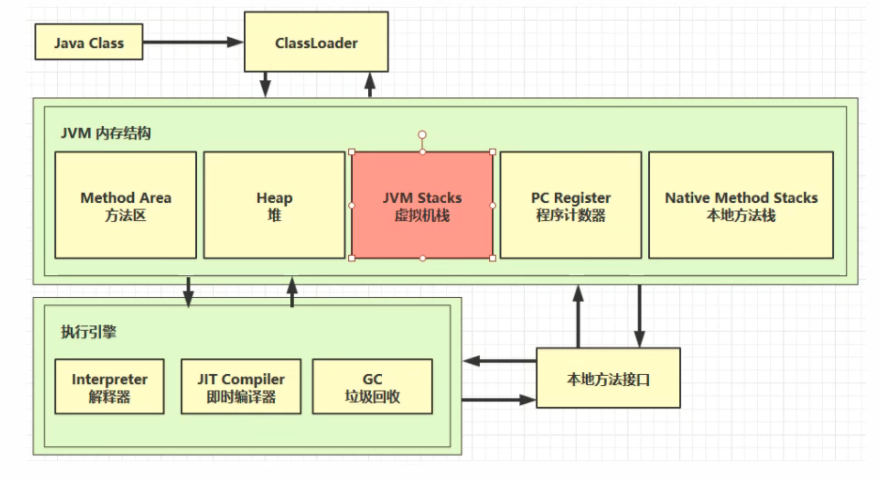 Java Class
ClassLoader
JVM 内存结构
Method Area
方法区
Heap
堆
JVM Stacks
虚拟机栈
PC Register
程序计数器
Native Method Stacks
本地方法栈
执行引擎
Interpreter
解释器
JIT Compiler
即时编译器
GC
垃圾回收
本地方法接口